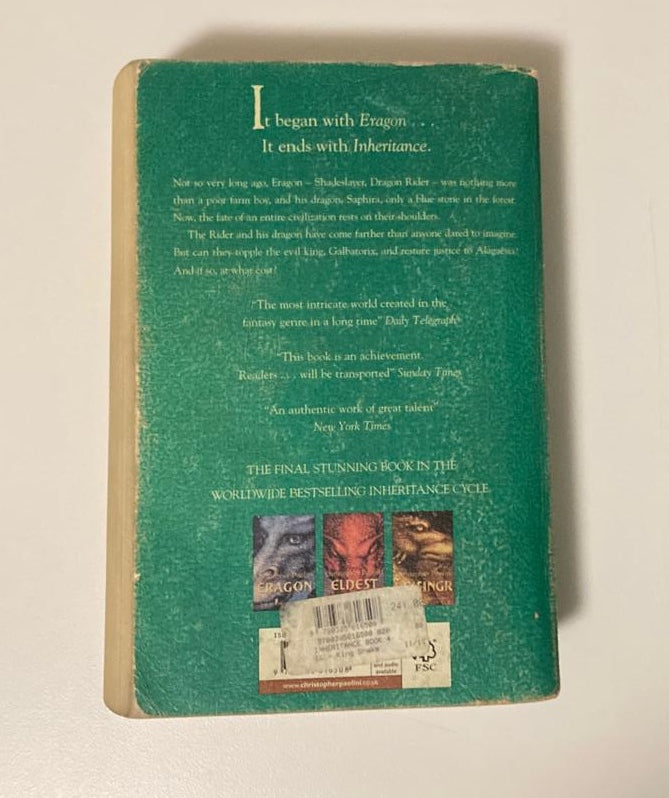 It began with Eragon . . .
It ends with Inheritance.
Not so very long ago, Eragon – Shadeslayer, Dragon Rider – was nothing more
than a poor farm boy, and his dragon, Saphira, only a blue stone in the forest.
Now, the fate of an entire civilization rests on their shoulders.
The Rider and his dragon have come farther than anyone dared to imagine.
But can they topple the evil king, Galbatorix, and restore justice to Alagaësia?
And if so, at what cost?
“The most intricate world created in the
fantasy genre in a long time” Daily Telegraph
“This book is an achievement.
Readers . . . will be transported” Sunday Times
“An authentic work of great talent”
New York Times
THE FINAL STUNNING BOOK IN THE
WORLDWIDE BESTSELLING INHERITANCE CYCLE
ERAGON
ELDEST
INHERITANCE BOOK 4
and audio
available
FSC
www.christopherpaolini.co.uk